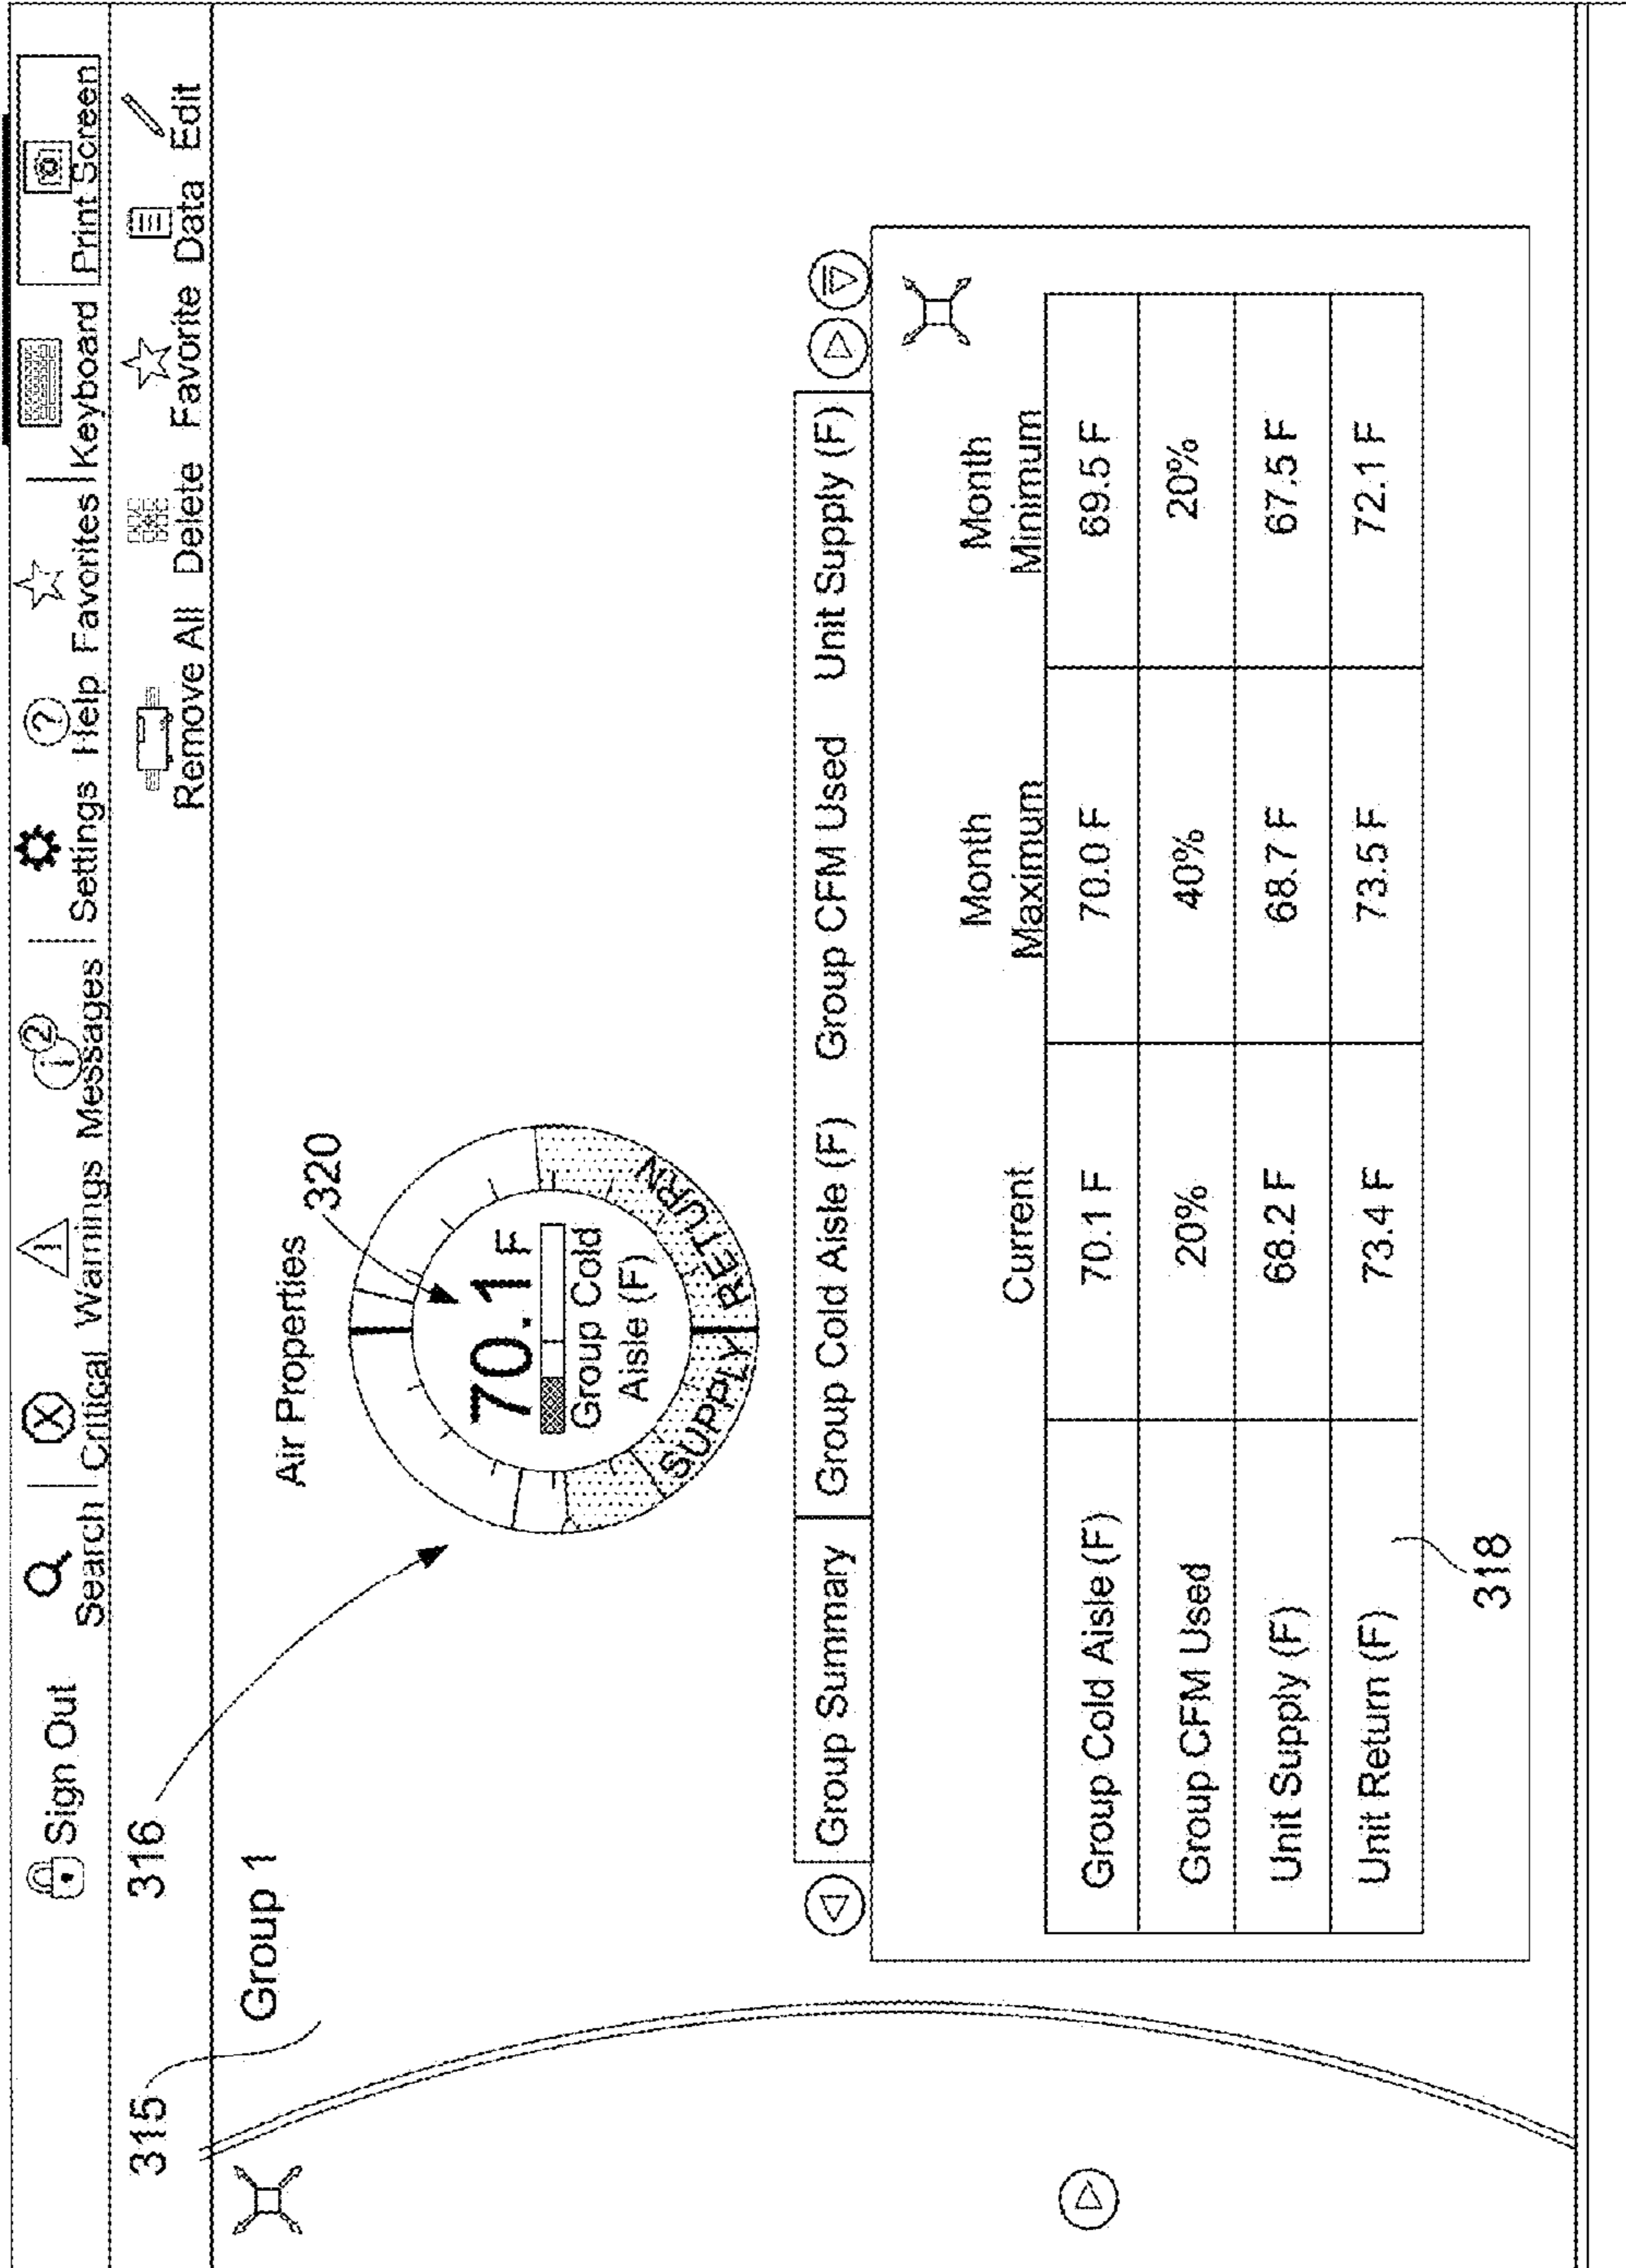 Sign Out
Search Critical Warnings Messages Settings Help Favorites Keyboard Print Screen
2
315
316
Remove All Delete Favorite Data Edit
Group 1
Air Properties
320
70.1 F
Group Cold
Aisle (F)
SUPPLY RETURN
Group Summary Group Cold Aisle (F) Group CFM Used Unit Supply (F)
Current Month Maximum Month Minimum
Group Cold Aisle (F) 70.1 F 70.0 F 69.5 F
Group CFM Used 20% 40% 20%
Unit Supply (F) 68.2 F 68.7 F 67.5 F
Unit Return (F) 73.4 F 73.5 F 72.1 F
318